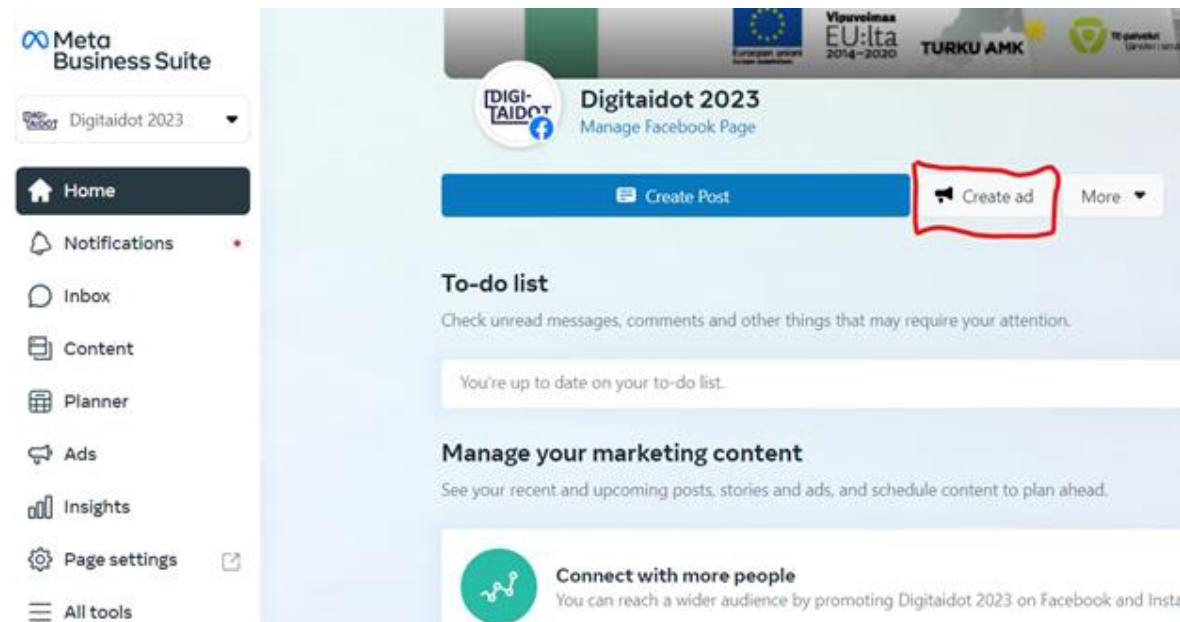 Meta
Business Suite
Digitaidot 2023
Home
Notifications
Inbox
Content
Planner
Ads
Insights
Page settings
All tools
Vipuvoimaa
EU:lta
2014–2020
TURKU AMK
DIGI-
TAIDOT
Digitaidot 2023
Manage Facebook Page
Create Post
Create ad
More
To-do list
Check unread messages, comments and other things that may require your attention.
You're up to date on your to-do list.
Manage your marketing content
See your recent and upcoming posts, stories and ads, and schedule content to plan ahead.
Connect with more people
You can reach a wider audience by promoting Digitaidot 2023 on Facebook and Insta